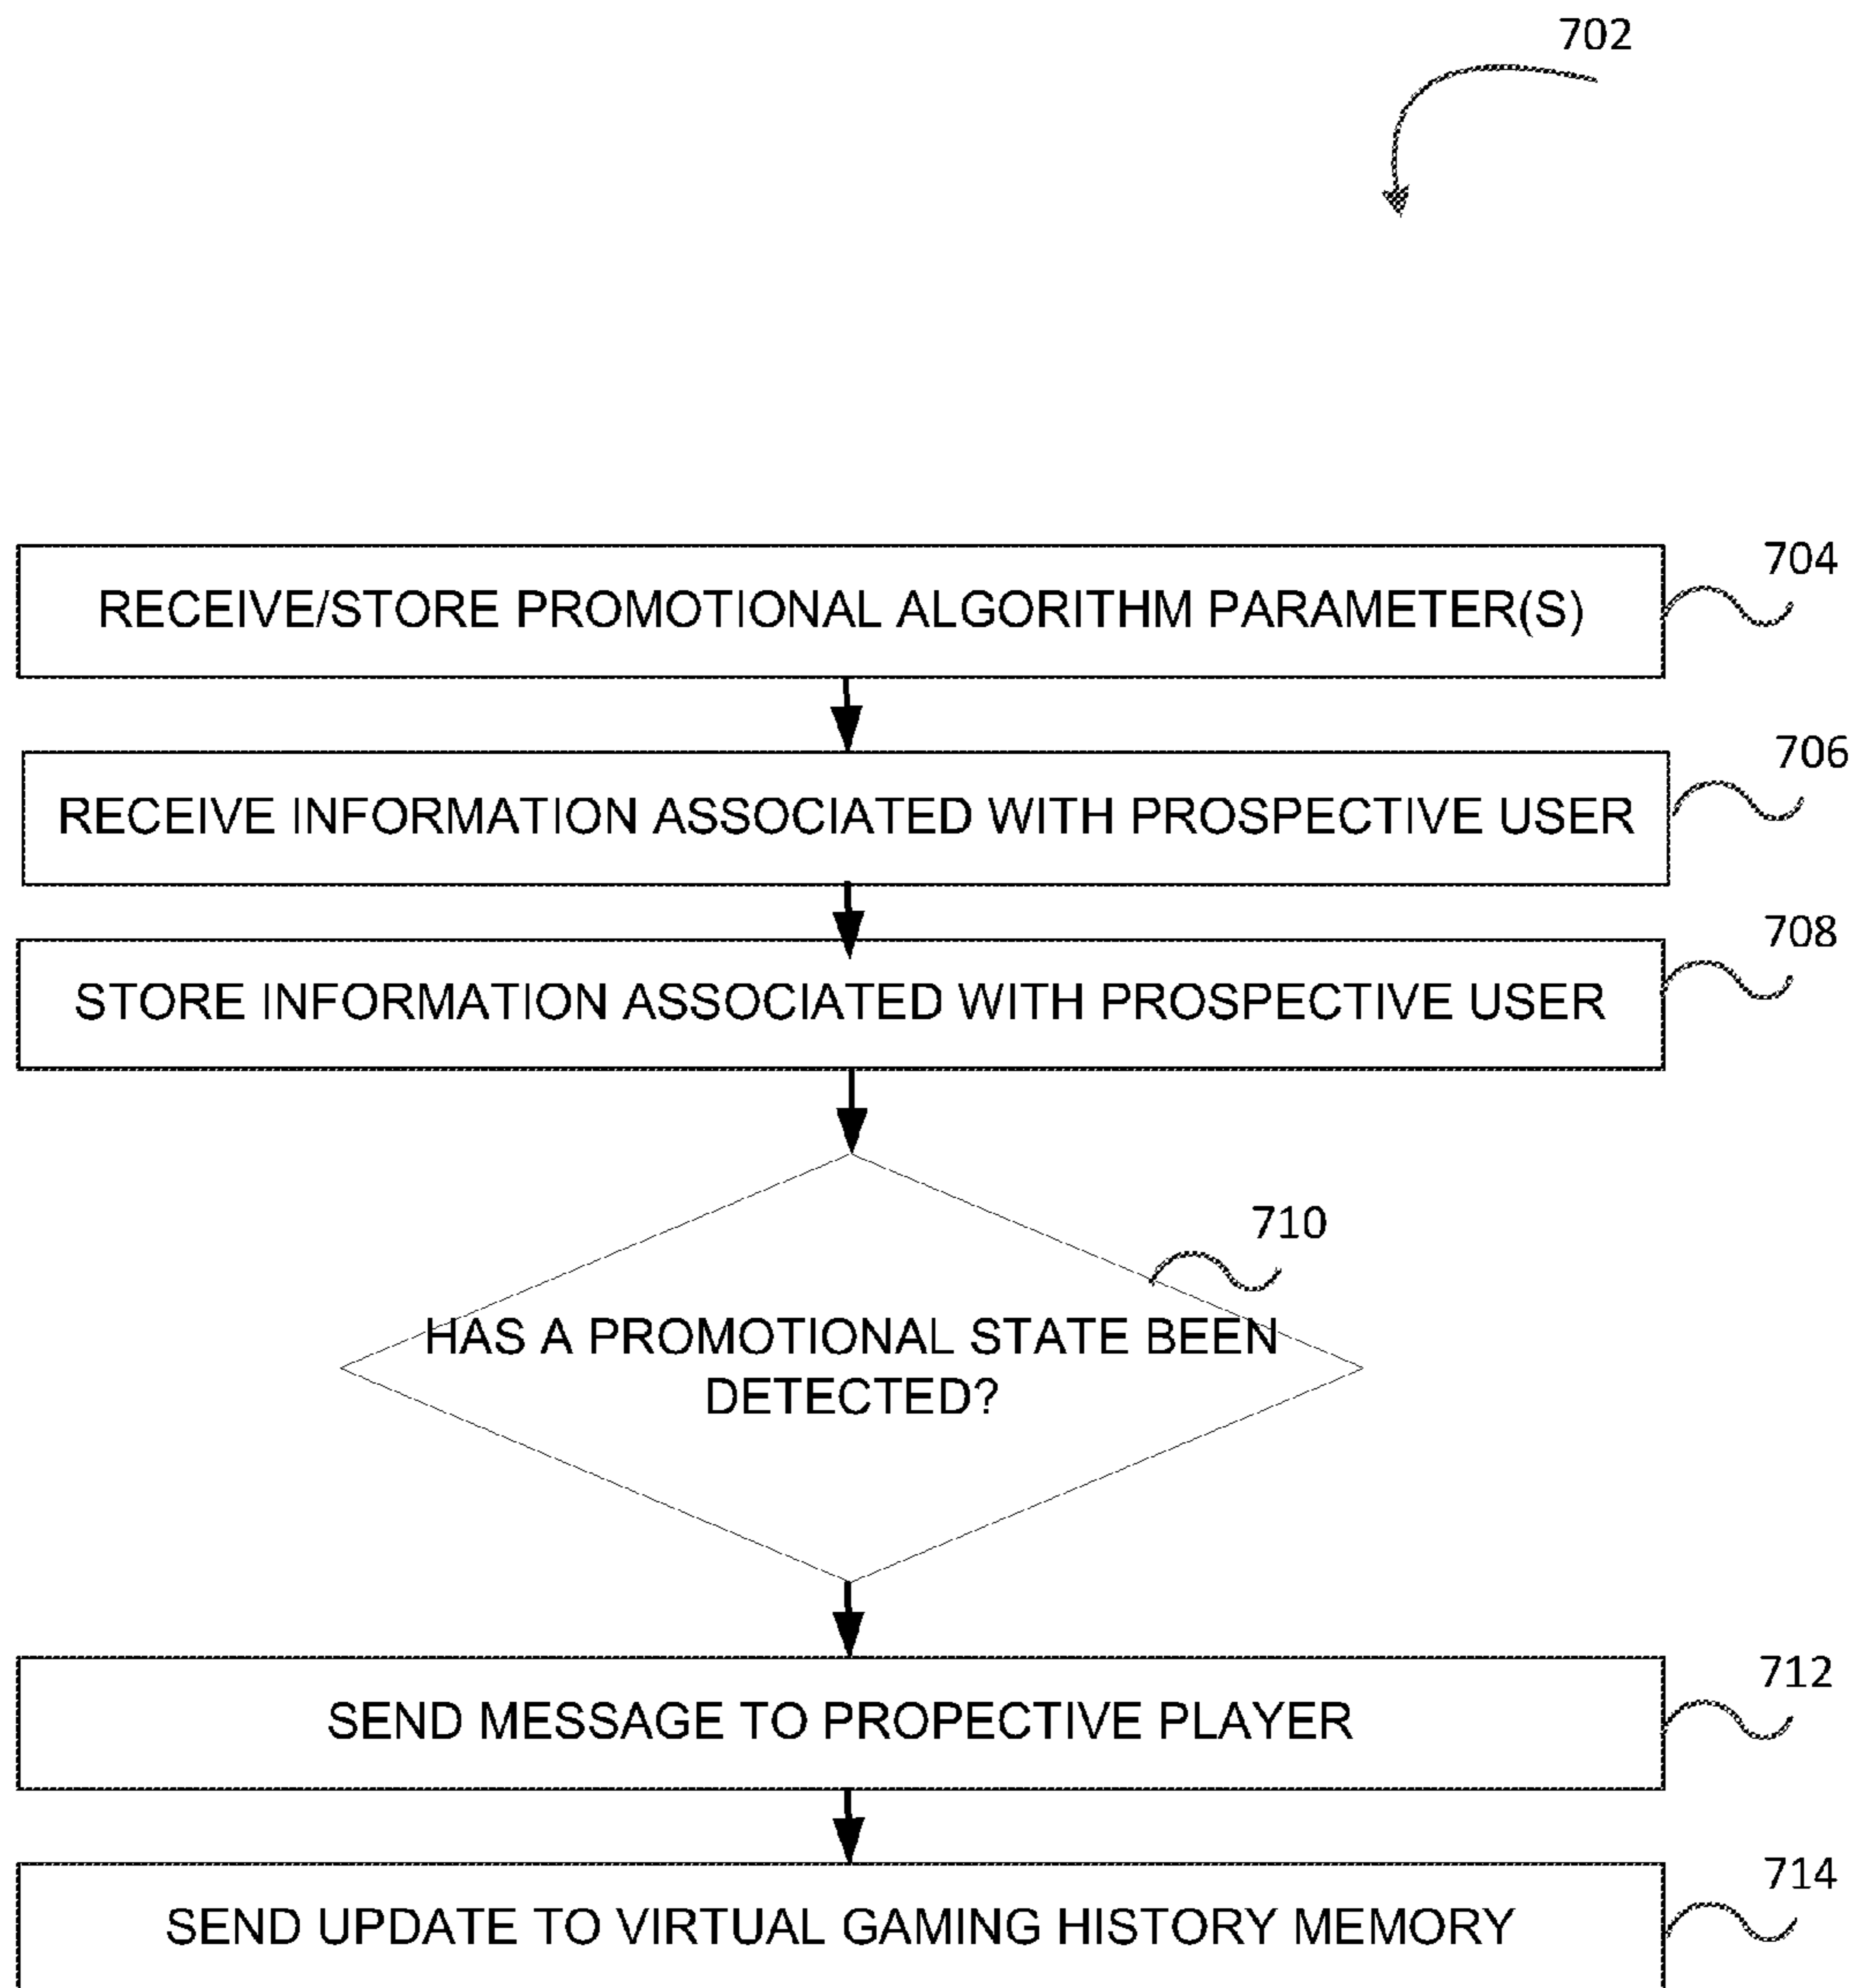 702
704
RECEIVE/STORE PROMOTIONAL ALGORITHM PARAMETER(S)
706
RECEIVE INFORMATION ASSOCIATED WITH PROSPECTIVE USER
708
STORE INFORMATION ASSOCIATED WITH PROSPECTIVE USER
710
HAS A PROMOTIONAL STATE BEEN
DETECTED?
712
SEND MESSAGE TO PROPECTIVE PLAYER
714
SEND UPDATE TO VIRTUAL GAMING HISTORY MEMORY